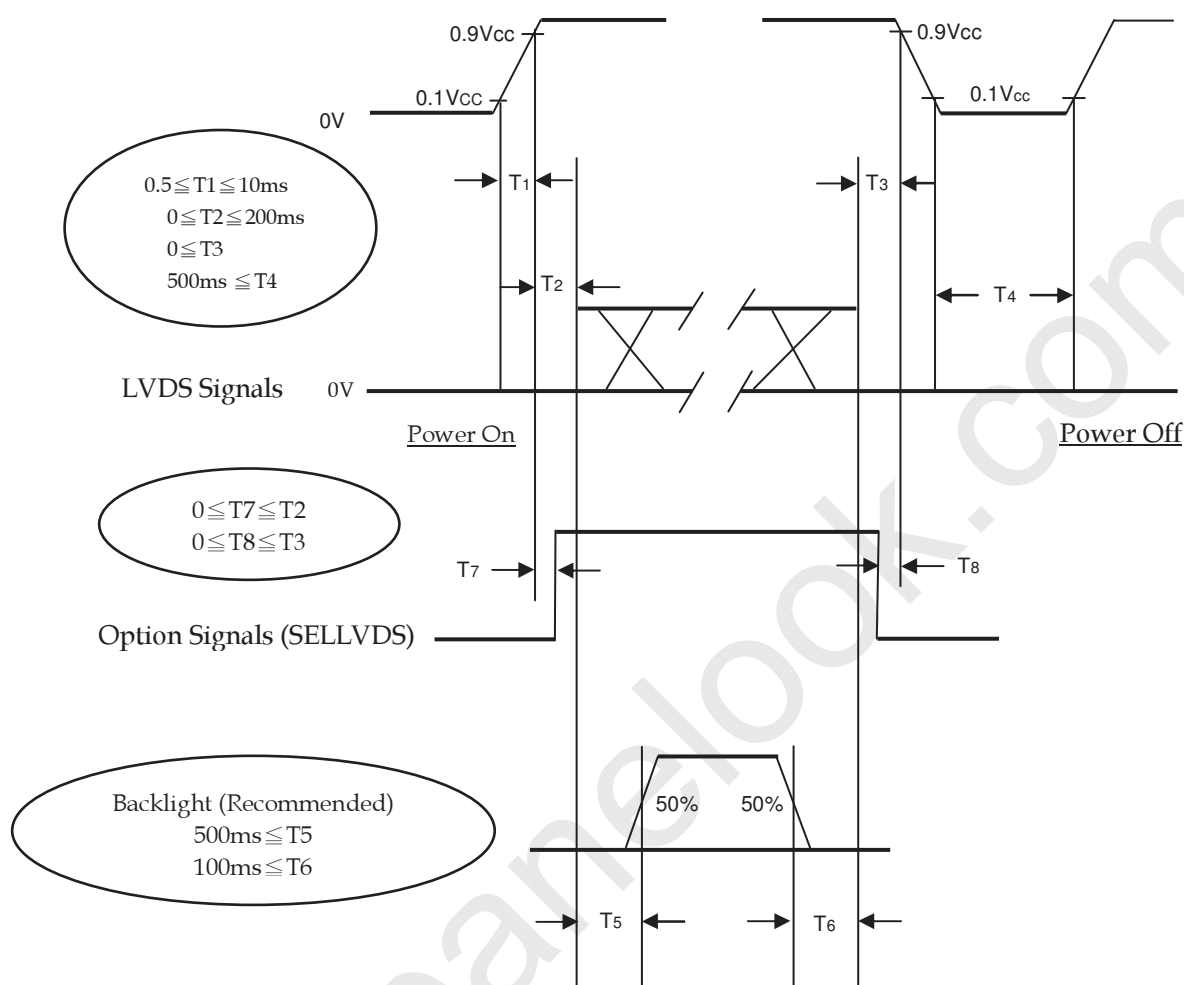 0.9Vcc
0.9Vcc
0.1Vcc
0.1Vcc
0V
0.5≦T1≦10ms
0≦T2≦200ms
0≦T3
500ms ≦T4
T1
T3
T2
T4
LVDS Signals
0V
Power On
Power Off
0≦T7≦T2
0≦T8≦T3
T7
T8
Option Signals (SELLVDS)
Backlight (Recommended)
500ms≦T5
100ms≦T6
50%
50%
T5
T6
panelook.com